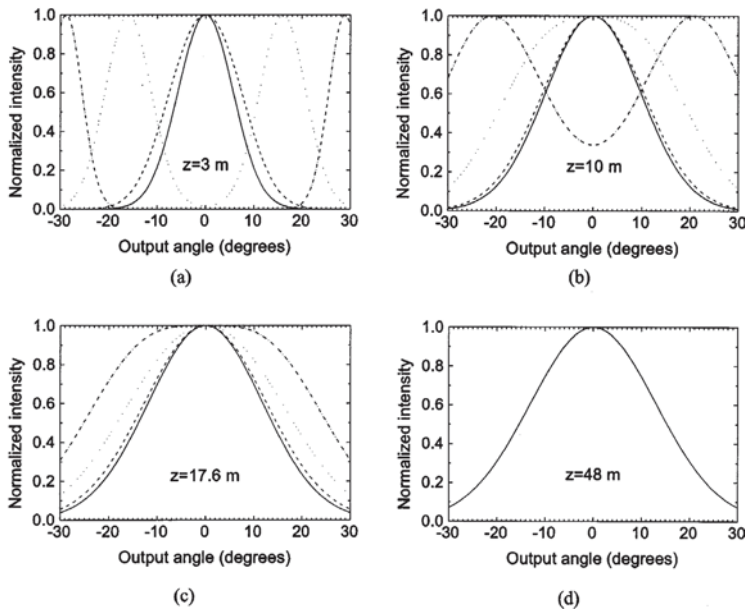 Normalized intensity
1.0
0.8
0.6
0.4
0.2
0.0
z=3 m
-30 -20 -10 0 10 20 30
Output angle (degrees)
(a)
Normalized intensity
1.0
0.8
0.6
0.4
0.2
0.0
z=10 m
-30 -20 -10 0 10 20 30
Output angle (degrees)
(b)
Normalized intensity
1.0
0.8
0.6
0.4
0.2
0.0
z=17.6 m
-30 -20 -10 0 10 20 30
Output angle (degrees)
(c)
Normalized intensity
1.0
0.8
0.6
0.4
0.2
0.0
z=48 m
-30 -20 -10 0 10 20 30
Output angle (degrees)
(d)